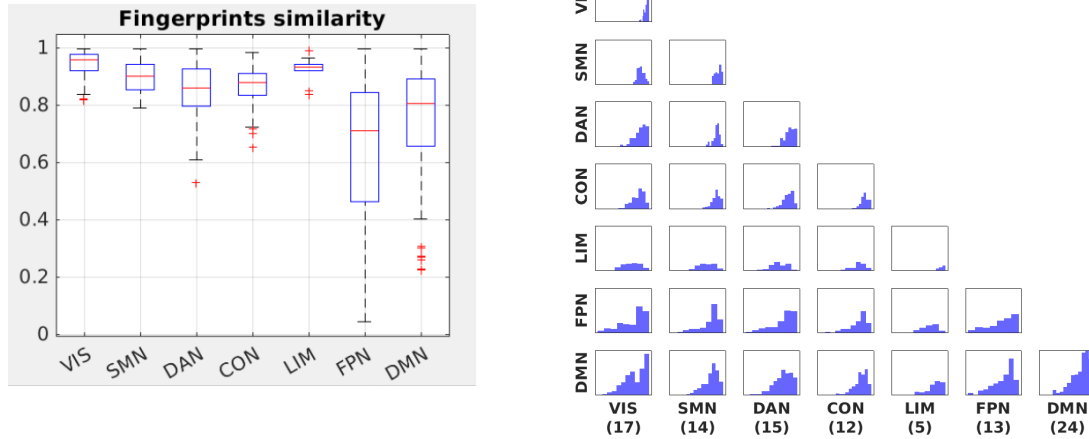 Fingerprints similarity
1
0.8
0.6
0.4
0.2
0
VIS SMN DAN CON LIM FPN DMN
SMN
DAN
CON
LIM
FPN
DMN
VIS SMN DAN CON LIM FPN DMN
(17) (14) (15) (12) (5) (13) (24)